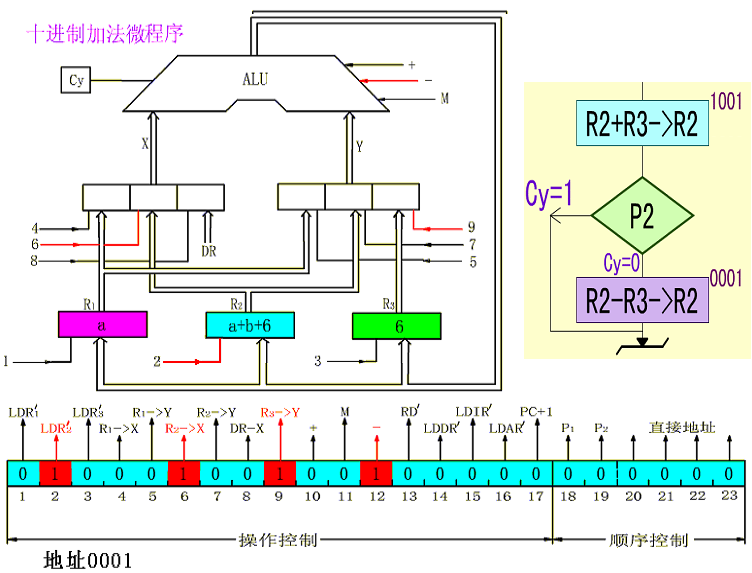 十进制加法微程序
Cy
ALU
+
-
M
X
Y
4
6
8
DR
9
7
5
R1
R2
R3
a
a+b+6
6
1
2
3
1001
R2+R3->R2
Cy=1
P2
Cy=0
0001
R2-R3->R2
LDR1′ LDR2′ LDR3′ R1->X R1->Y R2->X R2->Y DR-X R3->Y + M - RD′ LDDR′ LDIR′ LDAR′ PC+1 P1 P2 直接地址
0 1 0 0 0 1 0 0 1 0 0 1 0 0 0 0 0 0 0 0 0 0 0
1 2 3 4 5 6 7 8 9 10 11 12 13 14 15 16 17 18 19 20 21 22 23
操作控制 顺序控制
地址0001